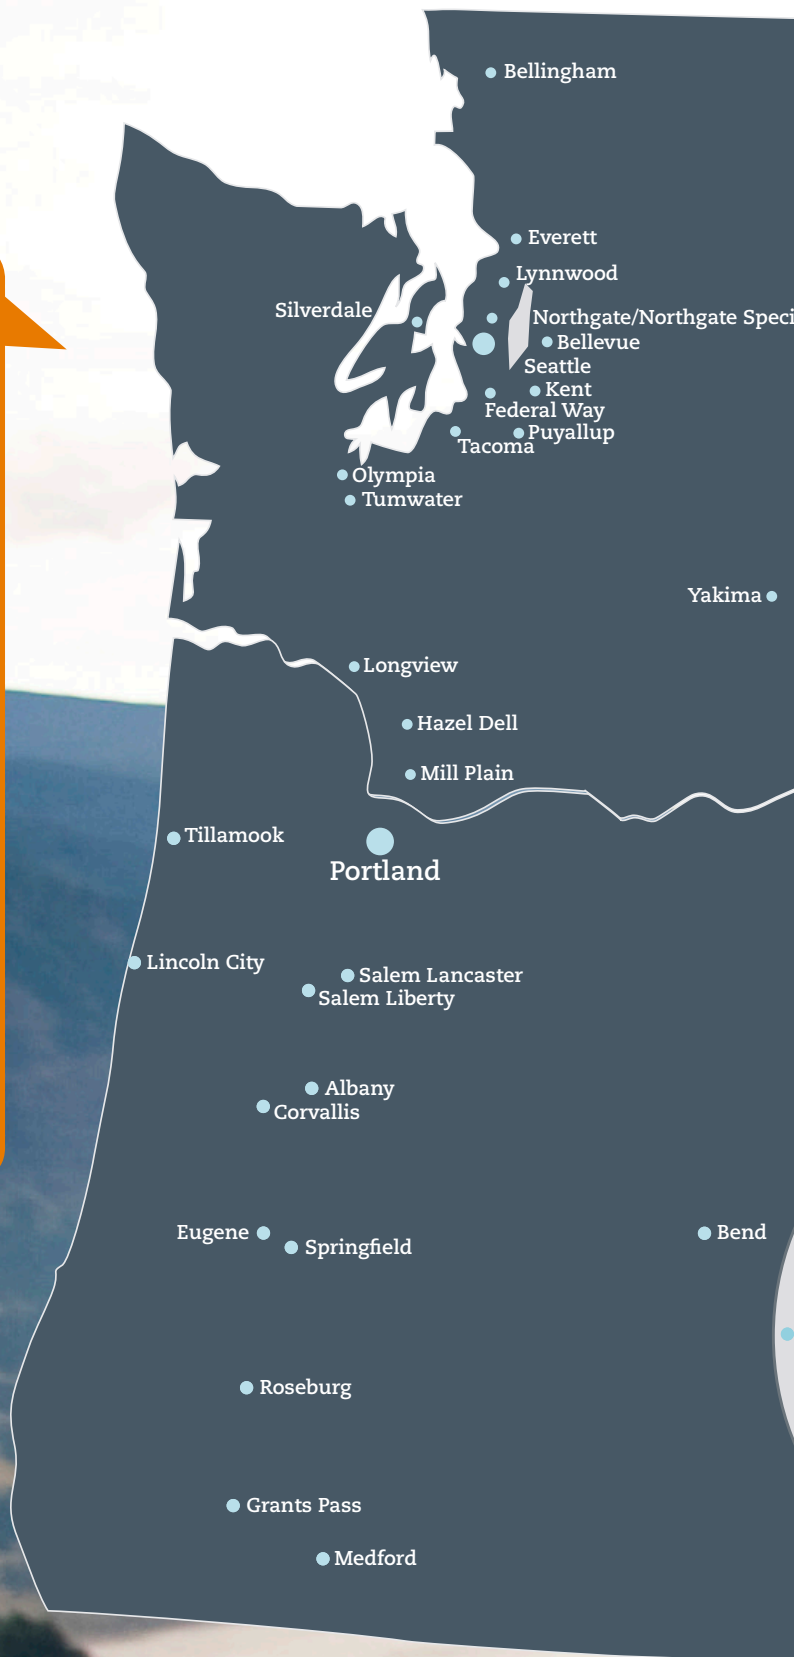 Bellingham
Everett
Lynnwood
Silverdale
Northgate/Northgate Speci
Bellevue
Seattle
Kent
Federal Way
Puyallup
Tacoma
Olympia
Tumwater
Yakima
Longview
Hazel Dell
Mill Plain
Tillamook
Portland
Lincoln City
Salem Lancaster
Salem Liberty
Albany
Corvallis
Eugene
Springfield
Bend
Roseburg
Grants Pass
Medford